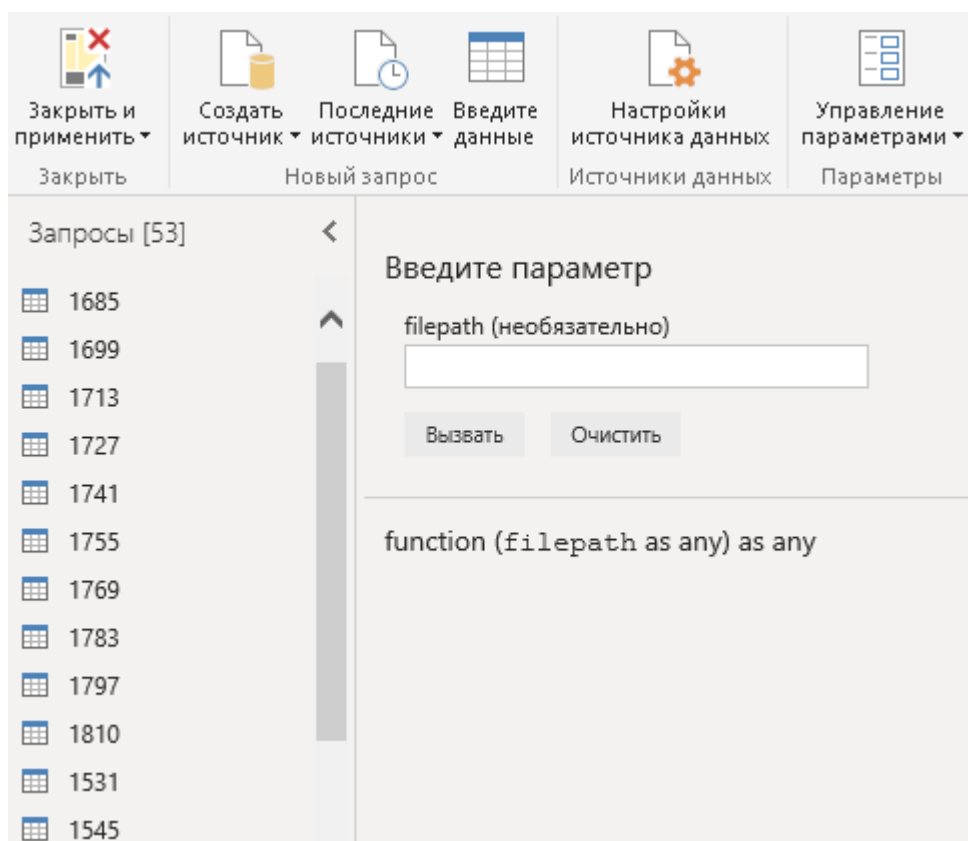 Закрыть и применить
Создать источник
Последние источники
Введите данные
Настройки источника данных
Управление параметрами
Закрыть
Новый запрос
Источники данных
Параметры
Запросы [53]
1685
1699
1713
1727
1741
1755
1769
1783
1797
1810
1531
1545
Введите параметр
filepath (необязательно)
Вызвать
Очистить
function (filepath as any) as any